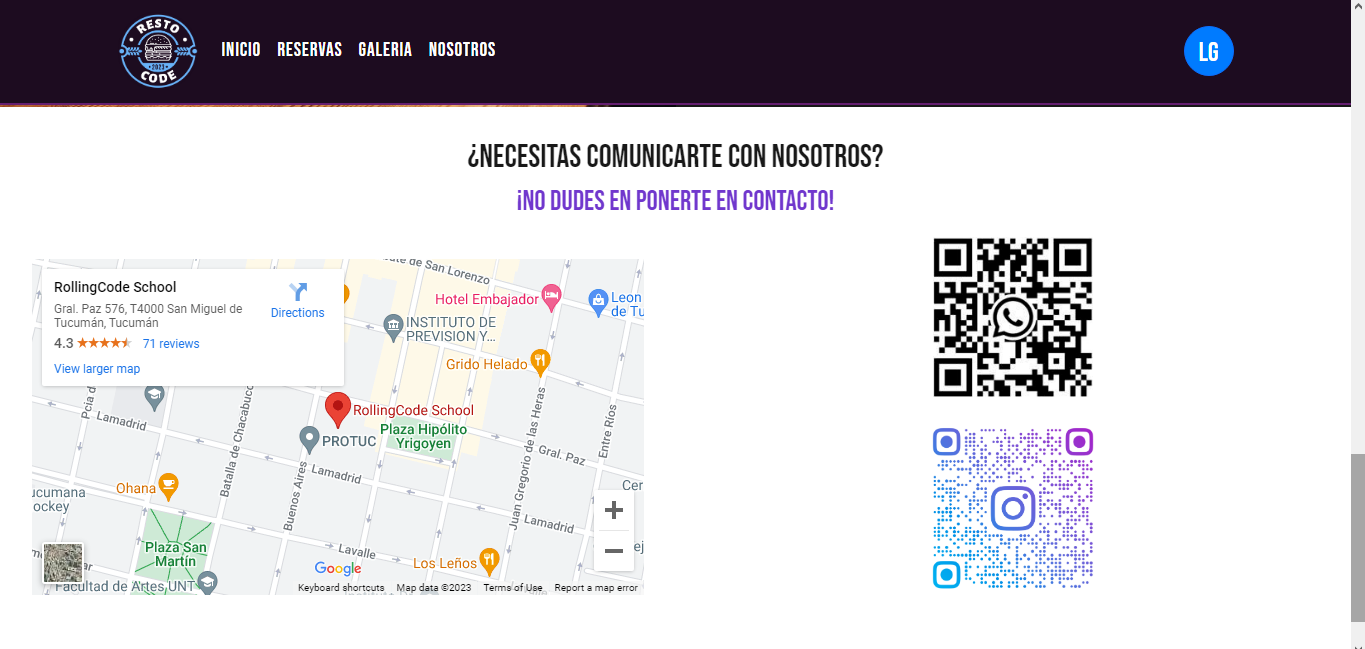 RESTO
2023
CODE
INICIO RESERVAS GALERIA NOSOTROS
LG
¿NECESITAS COMUNICARTE CON NOSOTROS?
¡NO DUDES EN PONERTE EN CONTACTO!
RollingCode School
Gral. Paz 576, T4000 San Miguel de
Tucumán, Tucumán
Directions
4.3 71 reviews
View larger map
te de San Lorenzo
Hotel Embajador
Leon
de Tu
INSTITUTO DE
PREVISION Y...
Grido Helado
RollingCode School
Plaza Hipólito
Yrigoyen
PROTUC
Pcia d
Lamadrid
Batalla de Chacabuco
Buenos Aires
Lamadrid
Juan Gregorio de las Heras
Entre Ríos
Gral. Paz
Lamadrid
Cer
Ohana
ucumana
ockey
Plaza San
Martín
Lavalle
Los Leños
ej
Facultad de Artes UNT
Google
Keyboard shortcuts Map data ©2023 Terms of Use Report a map error